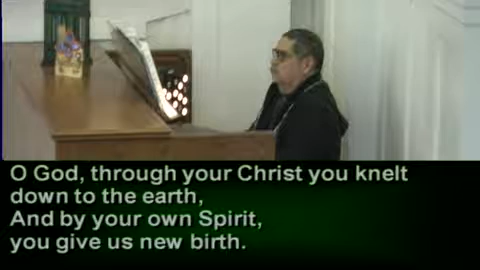 O God, through your Christ you knelt
down to the earth,
And by your own Spirit,
you give us new birth.